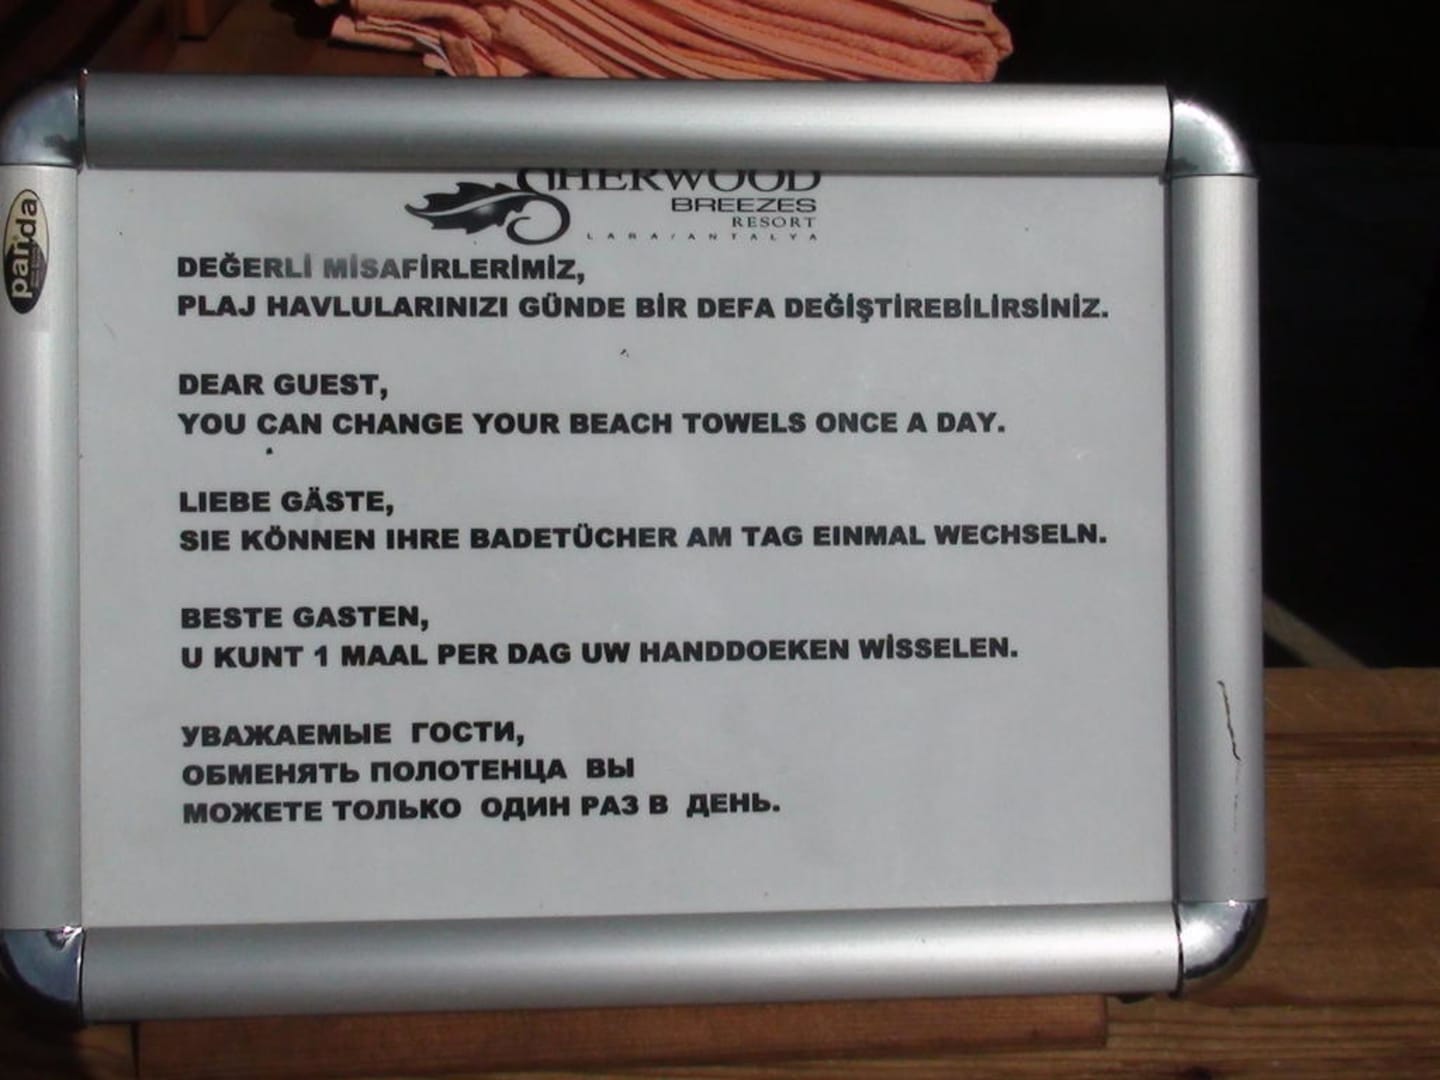 SHERWOOD
BREEZES
RESORT
LARA/ANTALYA
panda
DEĞERLİ MİSAFİRLERİMİZ,
PLAJ HAVLULARINIZI GÜNDE BİR DEFA DEĞİŞTİREBİLİRSİNİZ.
DEAR GUEST,
YOU CAN CHANGE YOUR BEACH TOWELS ONCE A DAY.
LIEBE GÄSTE,
SIE KÖNNEN IHRE BADETÜCHER AM TAG EINMAL WECHSELN.
BESTE GASTEN,
U KUNT 1 MAAL PER DAG UW HANDDOEKEN WİSSELEN.
УВАЖАЕМЫЕ ГОСТИ,
ОБМЕНЯТЬ ПОЛОТЕНЦА ВЫ
МОЖЕТЕ ТОЛЬКО ОДИН РАЗ В ДЕНЬ.